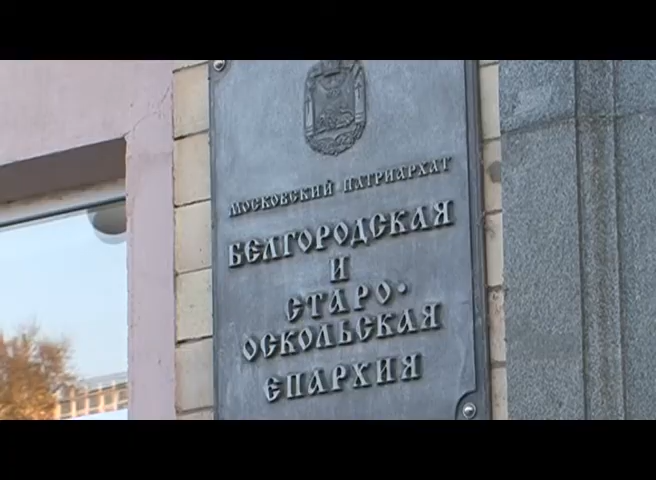 МОСКОВСКИЙ ПАТРИАРХАТ
БЕЛГОРОДСКАЯ
И
СТАРО-
ОСКОЛЬСКАЯ
ЕПАРХИЯ